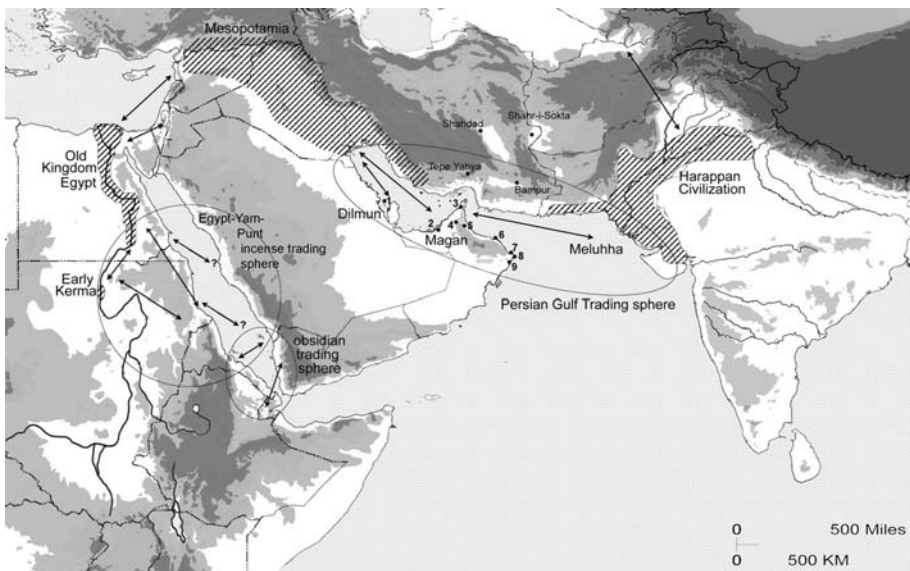 Mesopotamia
Shahdad
Shahr-i-Sokta
Old
Kingdom
Egypt
Tepe Yahya
Bampur
Harappan
Civilization
Dilmun
1
2
3
4
5
Magan
6
7
8
9
Meluhha
Egypt-Yam-
Punt
incense trading
sphere
?
Early
Kerma
Persian Gulf Trading sphere
?
obsidian
trading
sphere
0 500 Miles
0 500 KM